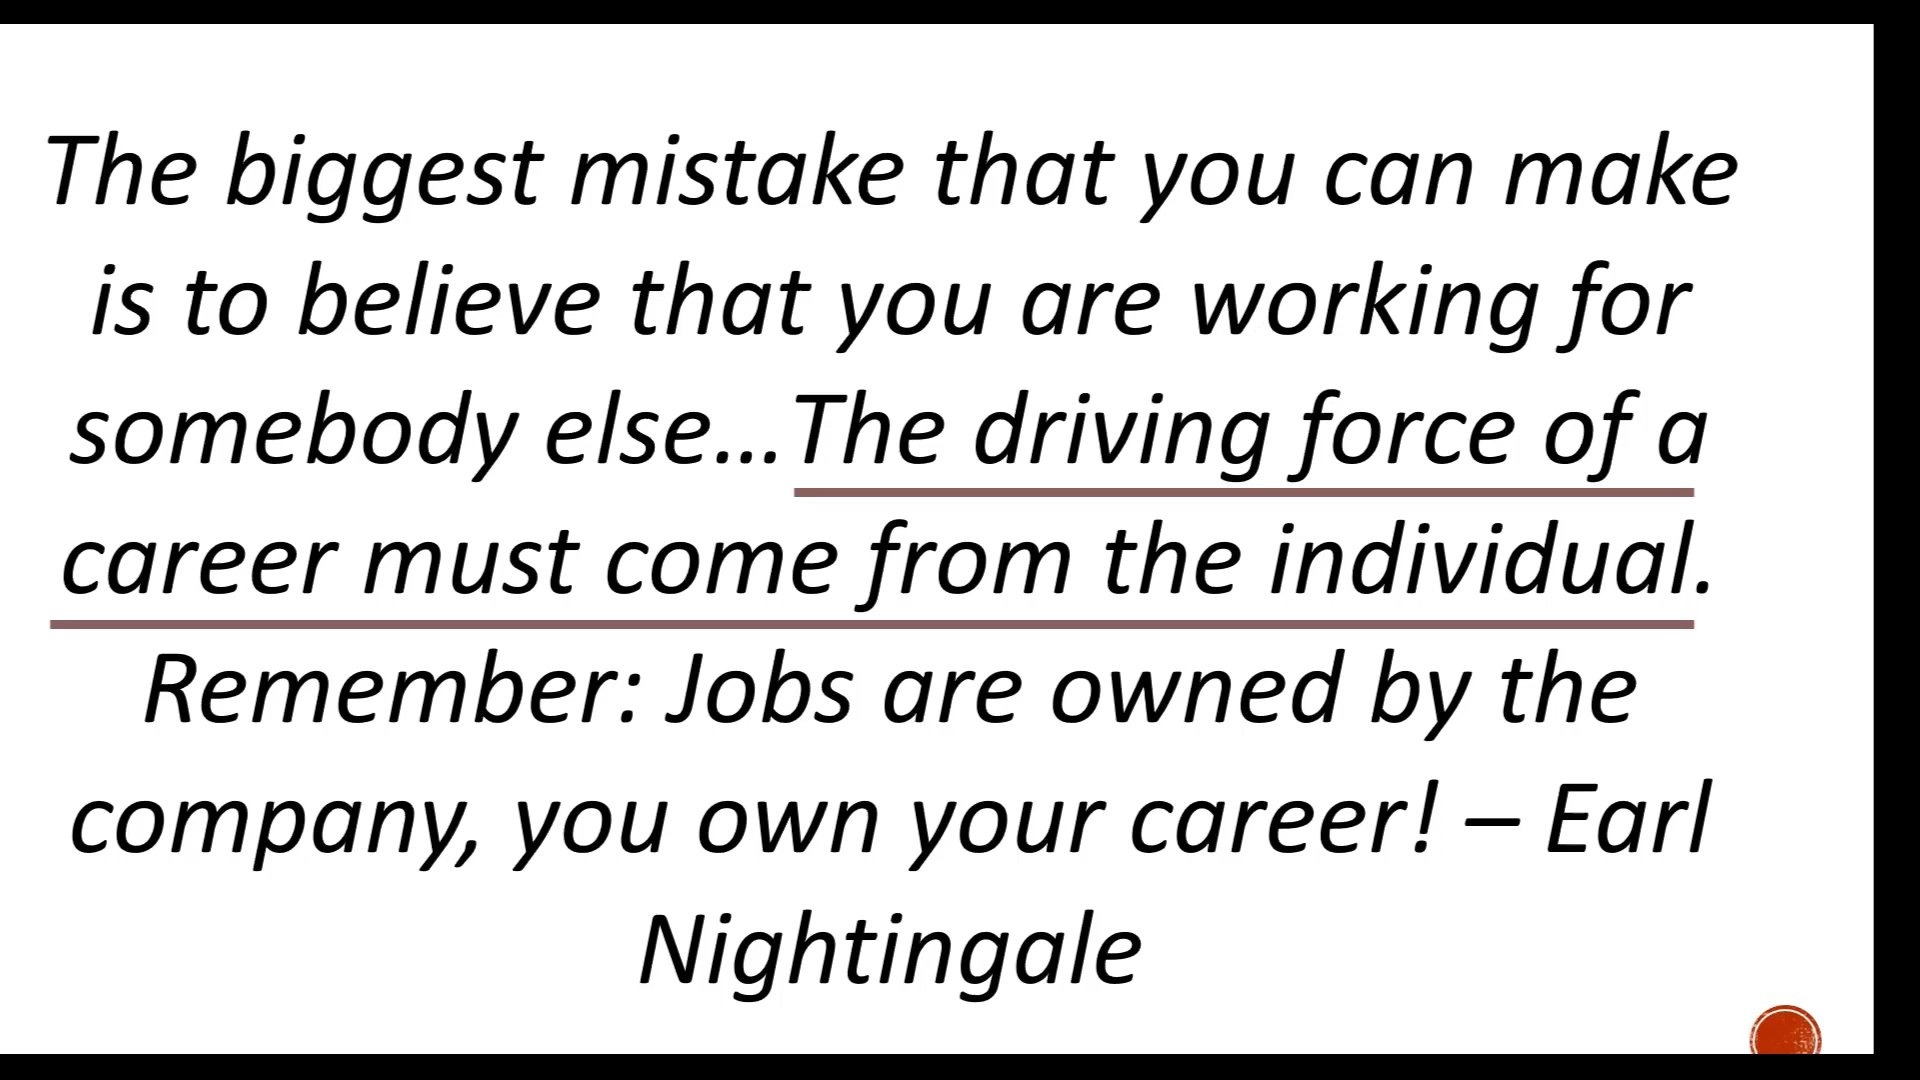 The biggest mistake that you can make
is to believe that you are working for
somebody else...The driving force of a
career must come from the individual.
Remember: Jobs are owned by the
company, you own your career! – Earl
Nightingale